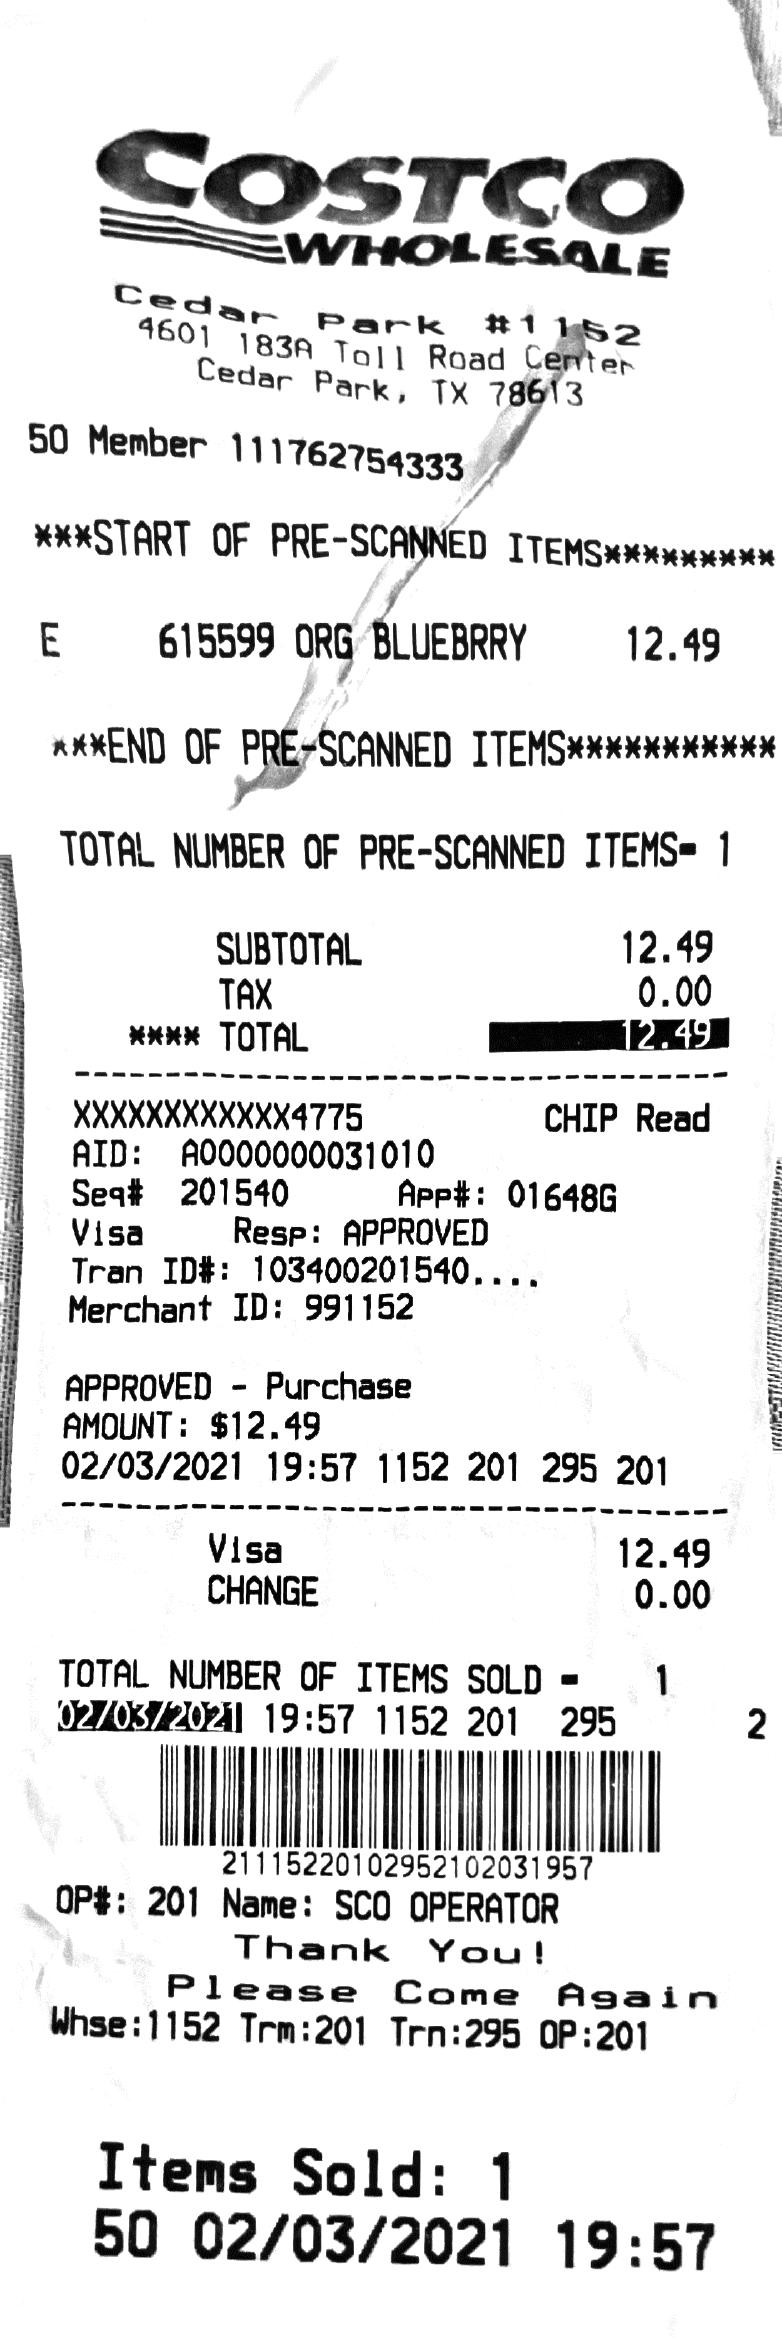 COSTCO
WHOLESALE
Cedar Park #1152
4601 183A Toll Road Center
Cedar Park, TX 78613
50 Member 111762754333
***START OF PRE-SCANNED ITEMS*********
E 615599 ORG BLUEBRRY 12.49
***END OF PRE-SCANNED ITEMS***********
TOTAL NUMBER OF PRE-SCANNED ITEMS= 1
SUBTOTAL 12.49
TAX 0.00
**** TOTAL 12.49
XXXXXXXXXXXX4775 CHIP Read
AID: A0000000031010
Seq# 201540 App#: 01648G
Visa Resp: APPROVED
Tran ID#: 103400201540....
Merchant ID: 991152
APPROVED - Purchase
AMOUNT: $12.49
02/03/2021 19:57 1152 201 295 201
Visa 12.49
CHANGE 0.00
TOTAL NUMBER OF ITEMS SOLD = 1
02/03/2021 19:57 1152 201 295 2
21115220102952102031957
OP#: 201 Name: SCO OPERATOR
Thank You!
Please Come Again
Whse:1152 Trm:201 Trn:295 OP:201
Items Sold: 1
50 02/03/2021 19:57